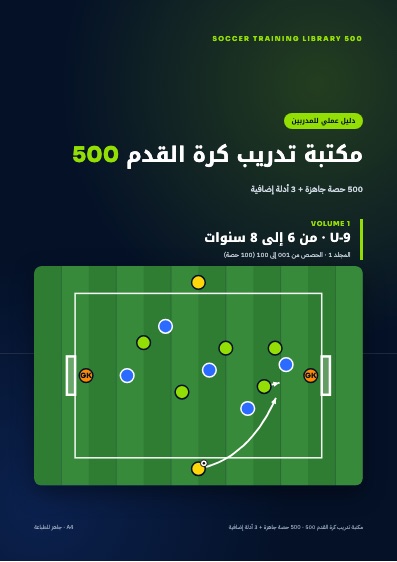 SOCCER TRAINING LIBRARY 500
دليل عملي للمدربين
مكتبة تدريب كرة القدم 500
500 حصة جاهزة + 3 أدلة إضافية
VOLUME 1
U-9 · من 6 إلى 8 سنوات
المجلد 1 · الحصص من 001 إلى 100 (100 حصة)
GK
GK
مكتبة تدريب كرة القدم 500 · 500 حصة جاهزة + 3 أدلة إضافية
A4 · جاهز للطباعة